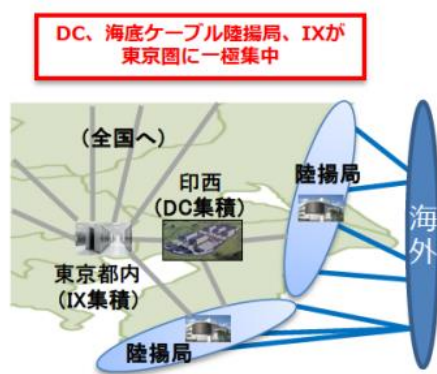 DC、海底ケーブル陸揚局、IXが
東京圏に一極集中
（全国へ）
印西
（DC集積）
陸揚局
東京都内
（IX集積）
陸揚局
海外